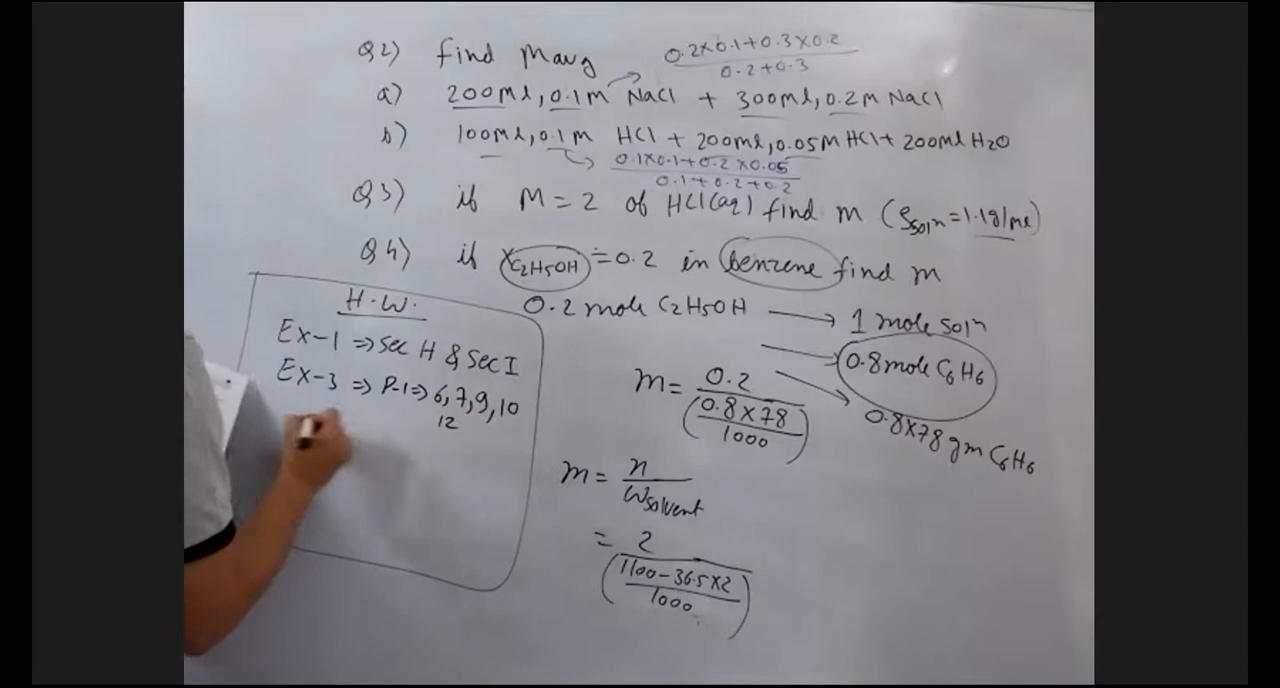 Q2) find Mavg
0.2×0.1+0.3×0.2
0.2+0.3
a) 200ml, 0.1M NaCl + 300ml, 0.2M NaCl
b) 100ml, 0.1M HCl + 200ml, 0.05M HCl + 200ml H2O
0.1×0.1+0.2×0.05
0.1+0.2+0.2
Q3) if M=2 of HCl(aq) find m (ρsoln=1.1g/ml)
Q4) if xC2H5OH=0.2 in benzene find m
0.2 mole C2H5OH → 1 mole soln
→ 0.8 mole C6H6
→ 0.8×78 gm C6H6
m = 0.2
(0.8×78
1000)
m = n
wsolvent
= 2
(1100-36.5×2
1000)
H.W.
Ex-1 ⇒ sec H & sec I
Ex-3 ⇒ P-1 ⇒ 6,7,9,10
12